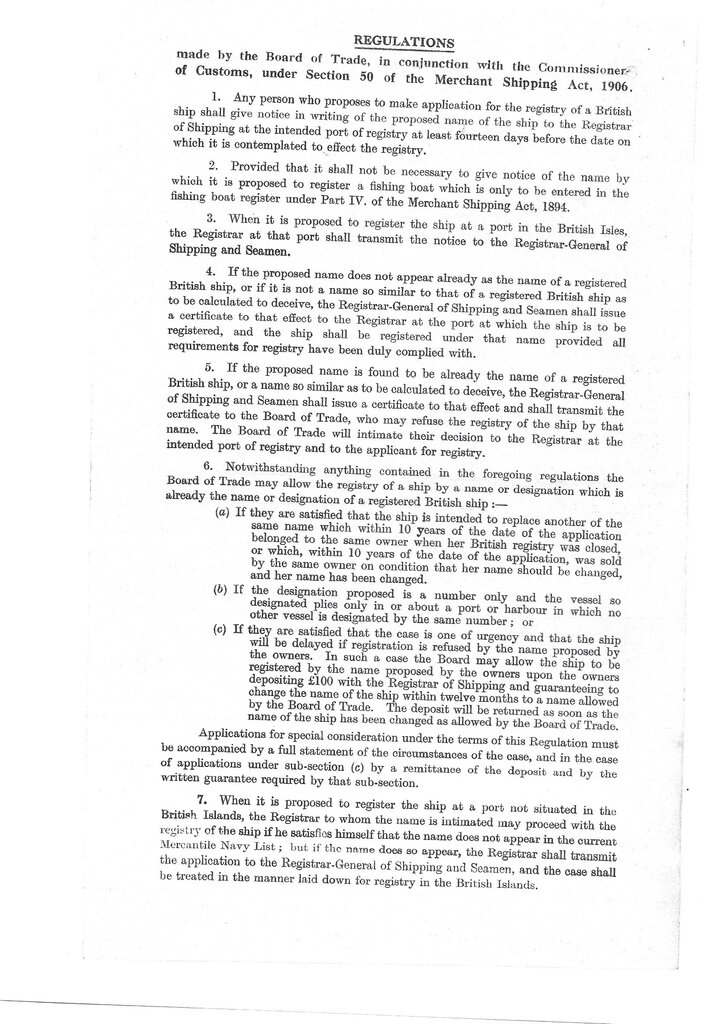 REGULATIONS
made by the Board of Trade, in conjunction with the Commissioners
of Customs, under Section 50 of the Merchant Shipping Act, 1906.
1. Any person who proposes to make application for the registry of a British
ship shall give notice in writing of the proposed name of the ship to the Registrar
of Shipping at the intended port of registry at least fourteen days before the date on
which it is contemplated to effect the registry.
2. Provided that it shall not be necessary to give notice of the name by
which it is proposed to register a fishing boat which is only to be entered in the
fishing boat register under Part IV. of the Merchant Shipping Act, 1894.
3. When it is proposed to register the ship at a port in the British Isles,
the Registrar at that port shall transmit the notice to the Registrar-General of
Shipping and Seamen.
4. If the proposed name does not appear already as the name of a registered
British ship, or if it is not a name so similar to that of a registered British ship as
to be calculated to deceive, the Registrar-General of Shipping and Seamen shall issue
a certificate to that effect to the Registrar at the port at which the ship is to be
registered, and the ship shall be registered under that name provided all
requirements for registry have been duly complied with.
5. If the proposed name is found to be already the name of a registered
British ship, or a name so similar as to be calculated to deceive, the Registrar-General
of Shipping and Seamen shall issue a certificate to that effect and shall transmit the
certificate to the Board of Trade, who may refuse the registry of the ship by that
name. The Board of Trade will intimate their decision to the Registrar at the
intended port of registry and to the applicant for registry.
6. Notwithstanding anything contained in the foregoing regulations the
Board of Trade may allow the registry of a ship by a name or designation which is
already the name or designation of a registered British ship :—
(a) If they are satisfied that the ship is intended to replace another of the
same name which within 10 years of the date of the application
belonged to the same owner when her British registry was closed,
or which, within 10 years of the date of the application, was sold
by the same owner on condition that her name should be changed,
and her name has been changed.
(b) If the designation proposed is a number only and the vessel so
designated plies only in or about a port or harbour in which no
other vessel is designated by the same number ; or
(c) If they are satisfied that the case is one of urgency and that the ship
will be delayed if registration is refused by the name proposed by
the owners. In such a case the Board may allow the ship to be
registered by the name proposed by the owners upon the owners
depositing £100 with the Registrar of Shipping and guaranteeing to
change the name of the ship within twelve months to a name allowed
by the Board of Trade. The deposit will be returned as soon as the
name of the ship has been changed as allowed by the Board of Trade.
Applications for special consideration under the terms of this Regulation must
be accompanied by a full statement of the circumstances of the case, and in the case
of applications under sub-section (c) by a remittance of the deposit and by the
written guarantee required by that sub-section.
7. When it is proposed to register the ship at a port not situated in the
British Islands, the Registrar to whom the name is intimated may proceed with the
registry of the ship if he satisfies himself that the name does not appear in the current
Mercantile Navy List ; but if the name does so appear, the Registrar shall transmit
the application to the Registrar-General of Shipping and Seamen, and the case shall
be treated in the manner laid down for registry in the British Islands.